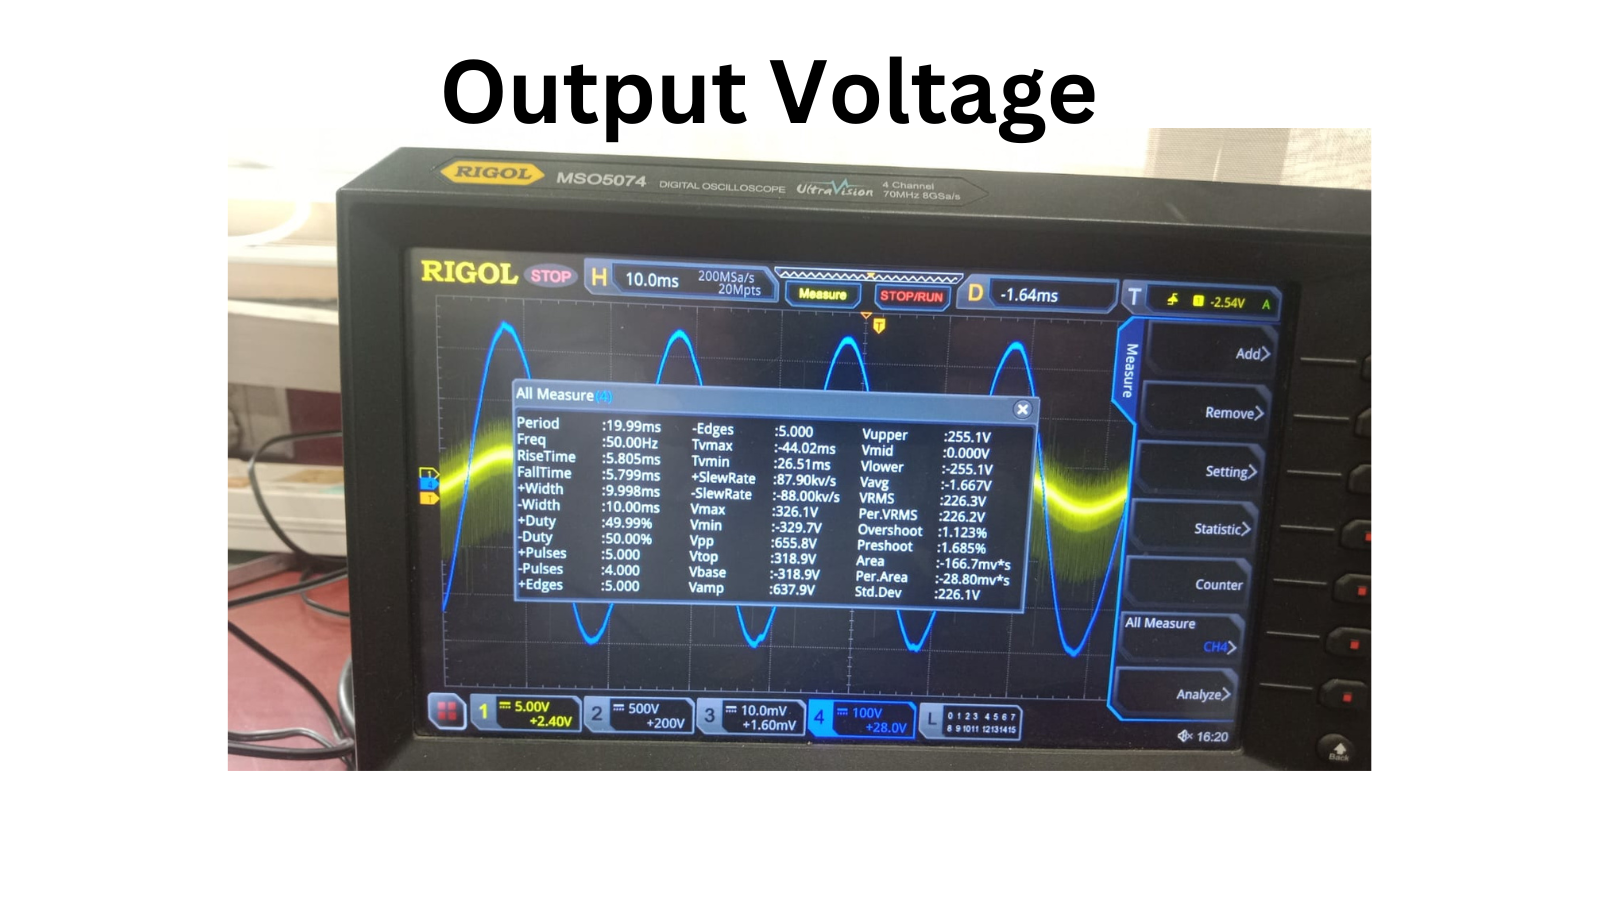 Output Voltage
RIGOL MSO5074 DIGITAL OSCILLOSCOPE UltraVision 4 Channel
70MHz 8GSa/s
RIGOL STOP H 10.0ms 200MSa/s
20Mpts
Measure STOP/RUN D -1.64ms T 1 -2.54V A
T
Measure
Add>
Remove>
Setting>
Statistic>
Counter
All Measure
CH4>
Analyze>
All Measure(4)
Period :19.99ms
Freq :50.00Hz
RiseTime :5.805ms
FallTime :5.799ms
+Width :9.998ms
-Width :10.00ms
+Duty :49.99%
-Duty :50.00%
+Pulses :5.000
-Pulses :4.000
+Edges :5.000
-Edges :5.000
Tvmax :-44.02ms
Tvmin :26.51ms
+SlewRate :87.90kv/s
-SlewRate :-88.00kv/s
Vmax :326.1V
Vmin :-329.7V
Vpp :655.8V
Vtop :318.9V
Vbase :-318.9V
Vamp :637.9V
Vupper :255.1V
Vmid :0.000V
Vlower :-255.1V
Vavg :-1.667V
VRMS :226.3V
Per.VRMS :226.2V
Overshoot :1.123%
Preshoot :1.685%
Area :-166.7mv*s
Per.Area :-28.80mv*s
Std.Dev :226.1V
1
4
T
1 5.00V
+2.40V
2 500V
+200V
3 10.0mV
+1.60mV
4 100V
+28.0V
L 0 1 2 3 4 5 6 7
8 9 10 11 12 13 14 15
16:20
Back